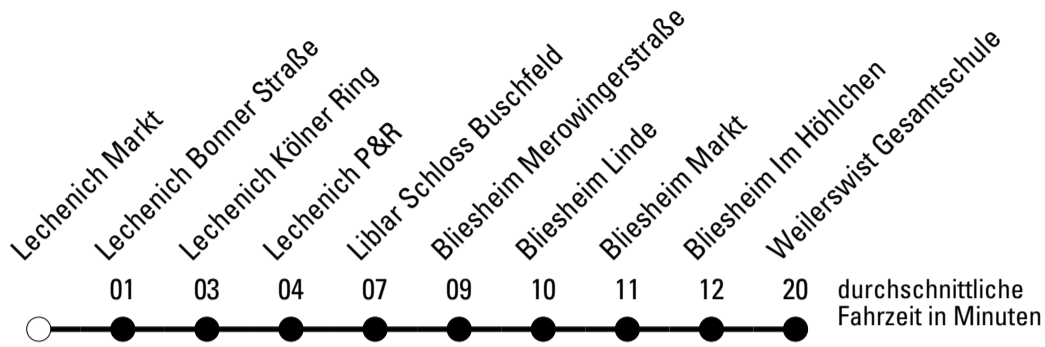 Lechenich Markt
Lechenich Bonner Straße
Lechenich Kölner Ring
Lechenich P&R
Liblar Schloss Buschfeld
Bliesheim Merowingerstraße
Bliesheim Linde
Bliesheim Markt
Bliesheim Im Höhlchen
Weilerswist Gesamtschule
01 03 04 07 09 10 11 12 20
durchschnittliche
Fahrzeit in Minuten